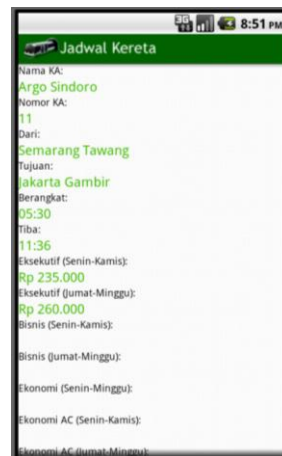 3G
8:51 PM
Jadwal Kereta
Nama KA:
Argo Sindoro
Nomor KA:
11
Dari:
Semarang Tawang
Tujuan:
Jakarta Gambir
Berangkat:
05:30
Tiba:
11:36
Eksekutif (Senin-Kamis):
Rp 235.000
Eksekutif (Jumat-Minggu):
Rp 260.000
Bisnis (Senin-Kamis):
Bisnis (Jumat-Minggu):
Ekonomi (Senin-Minggu):
Ekonomi AC (Senin-Kamis):
Ekonomi AC (Jumat-Minggu):